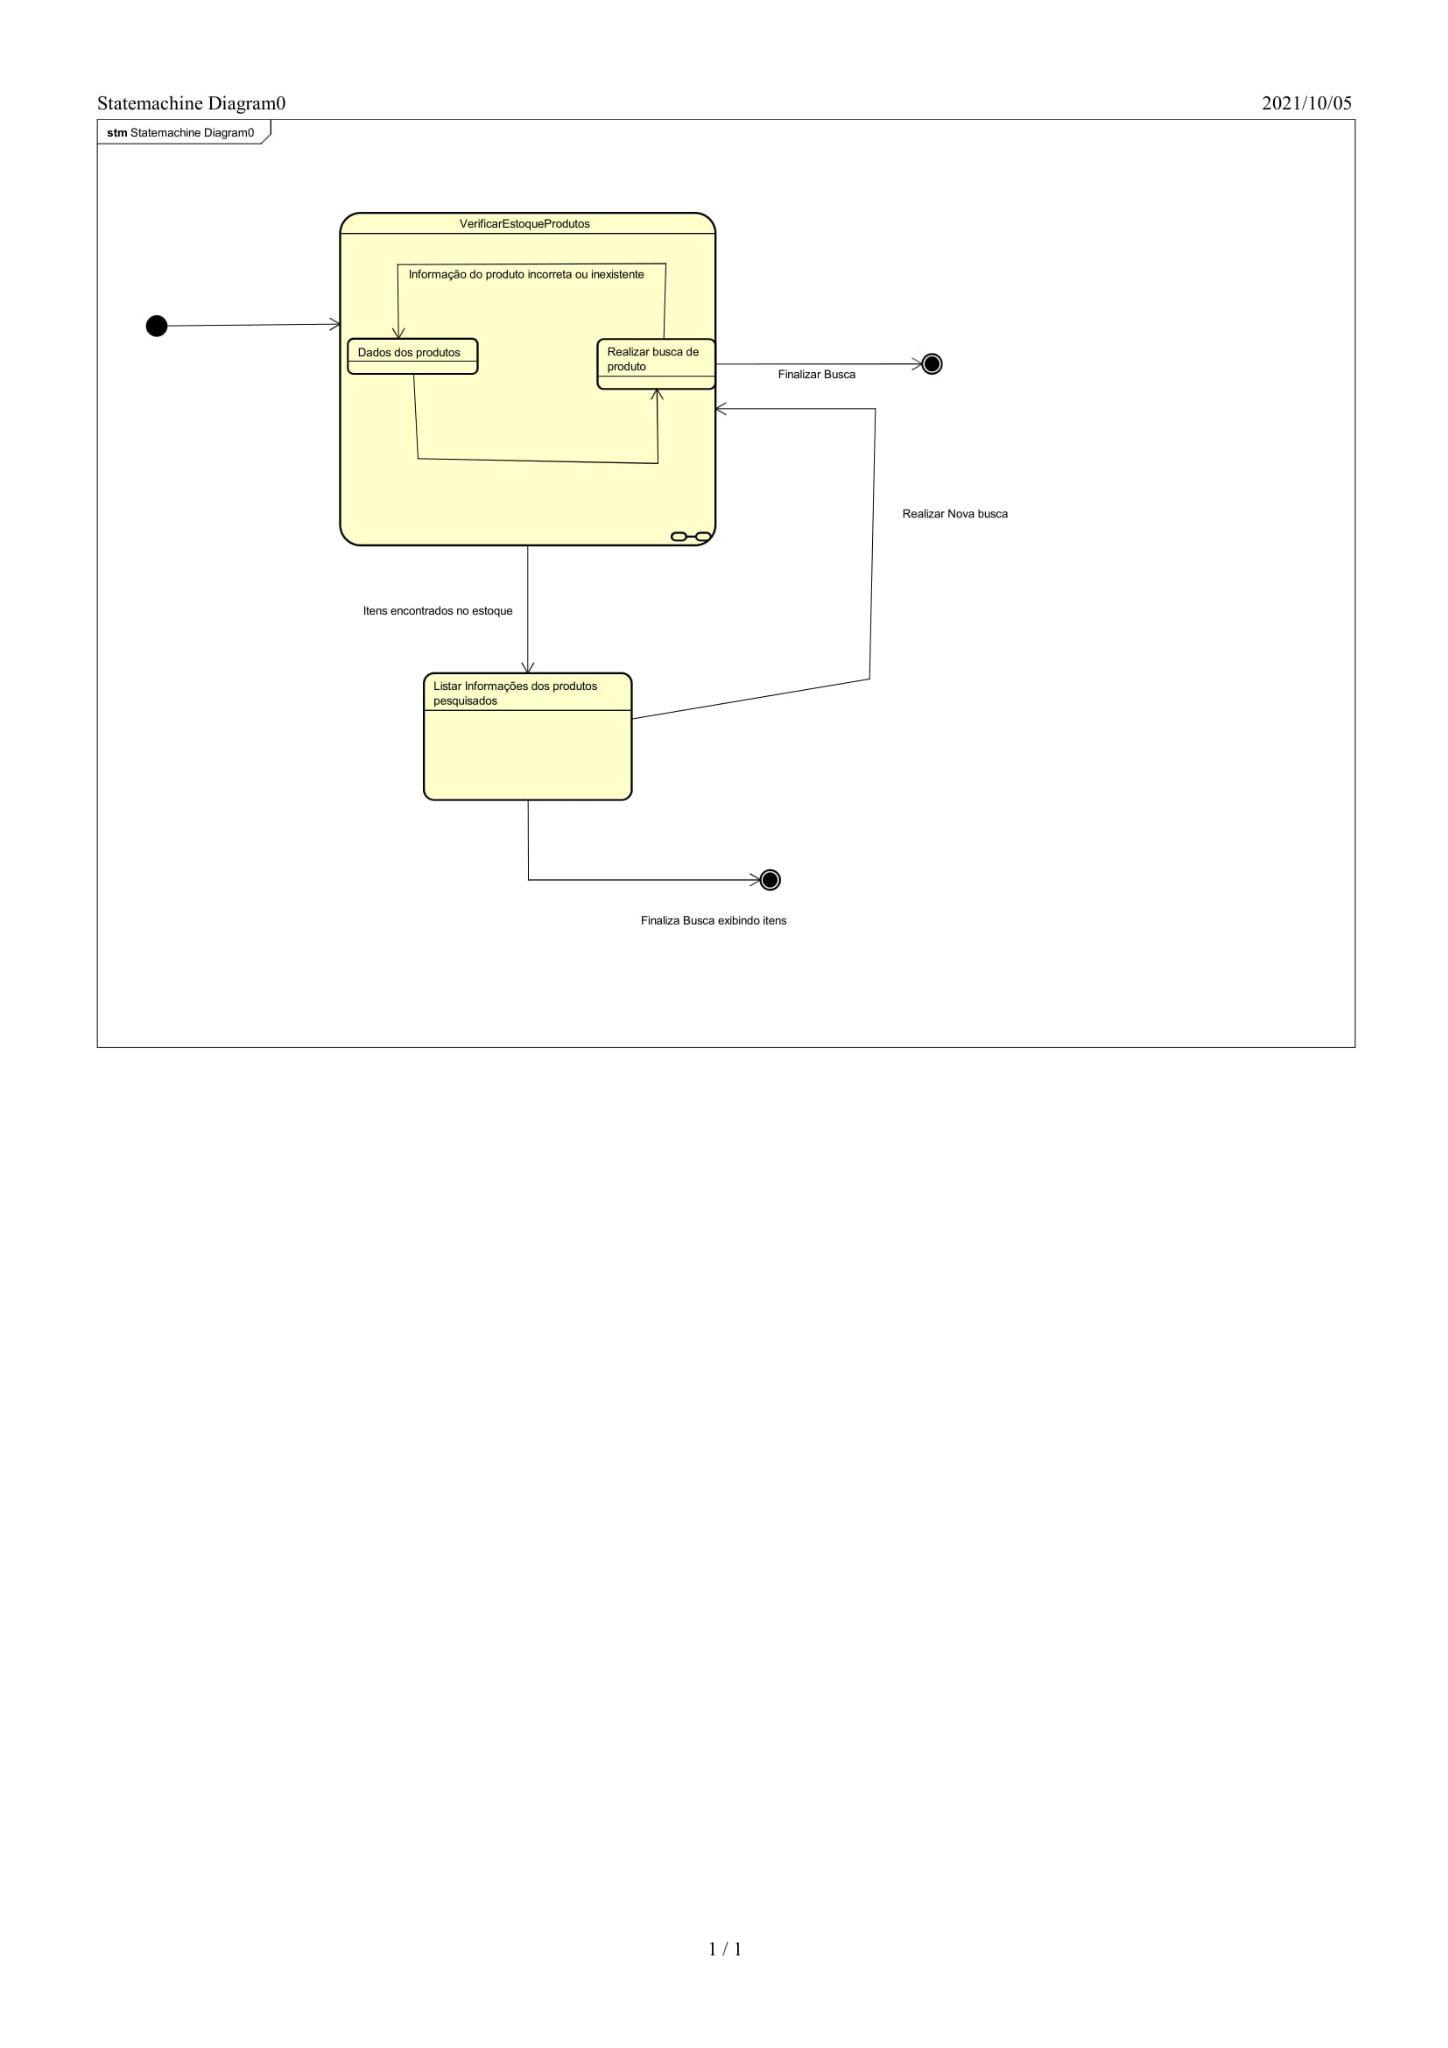 Statemachine Diagram0
2021/10/05
stm Statemachine Diagram0
VerificarEstoqueProdutos
Informação do produto incorreta ou inexistente
Dados dos produtos
Realizar busca de
produto
Finalizar Busca
Realizar Nova busca
Itens encontrados no estoque
Listar Informações dos produtos
pesquisados
Finaliza Busca exibindo itens
1 / 1